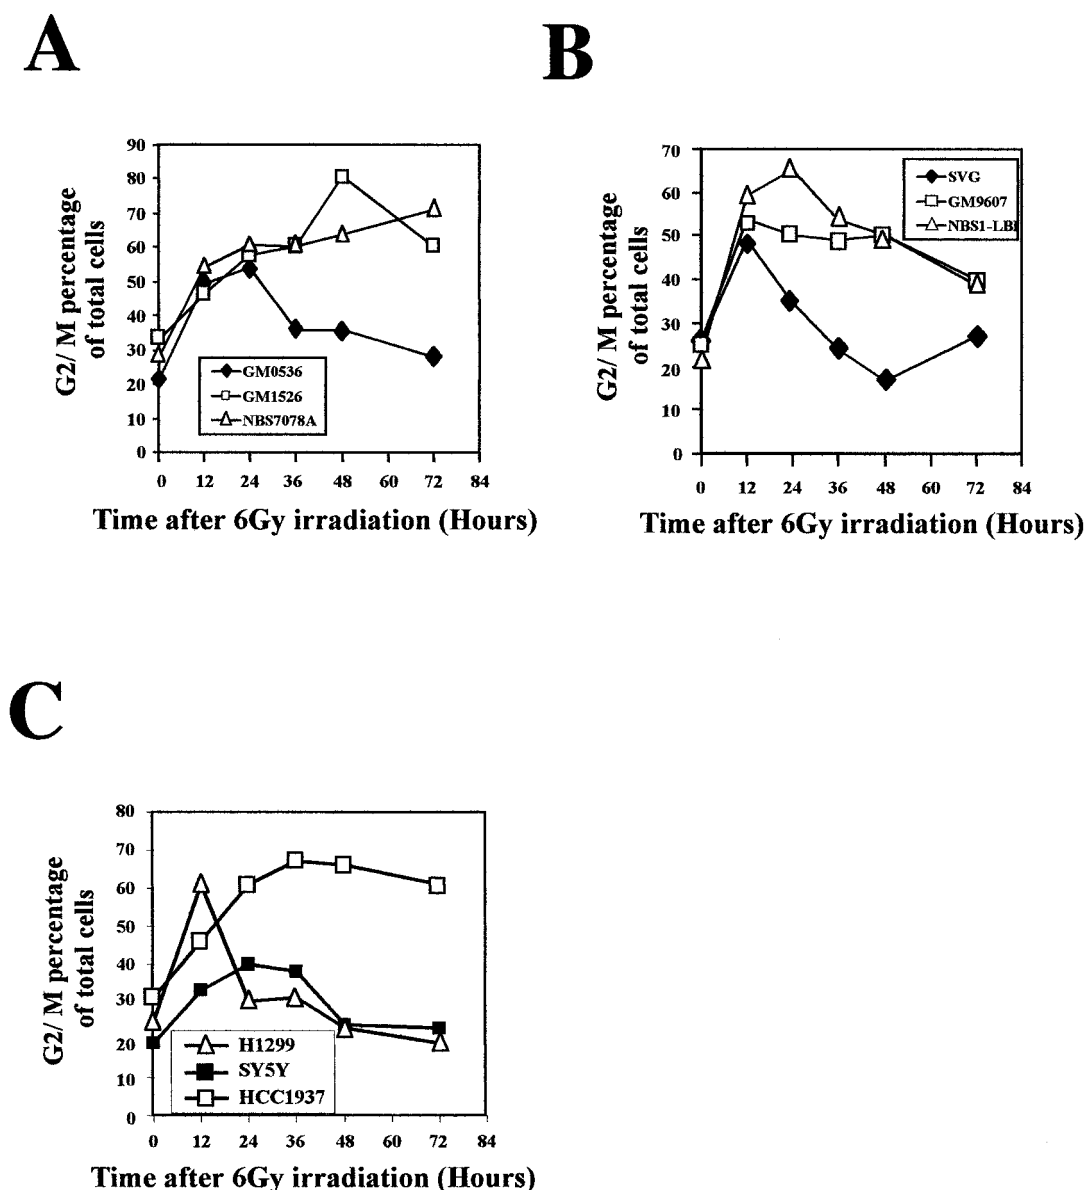 A
B
90
80
70
60
50
40
30
20
10
0
G2/ M percentage
of total cells
GM0536
GM1526
NBS7078A
0 12 24 36 48 60 72 84
Time after 6Gy irradiation (Hours)
70
60
50
40
30
20
10
0
G2/ M percentage
of total cells
SVG
GM9607
NBS1-LBI
0 12 24 36 48 60 72 84
Time after 6Gy irradiation (Hours)
C
80
70
60
50
40
30
20
10
0
G2/ M percentage
of total cells
H1299
SY5Y
HCC1937
0 12 24 36 48 60 72 84
Time after 6Gy irradiation (Hours)